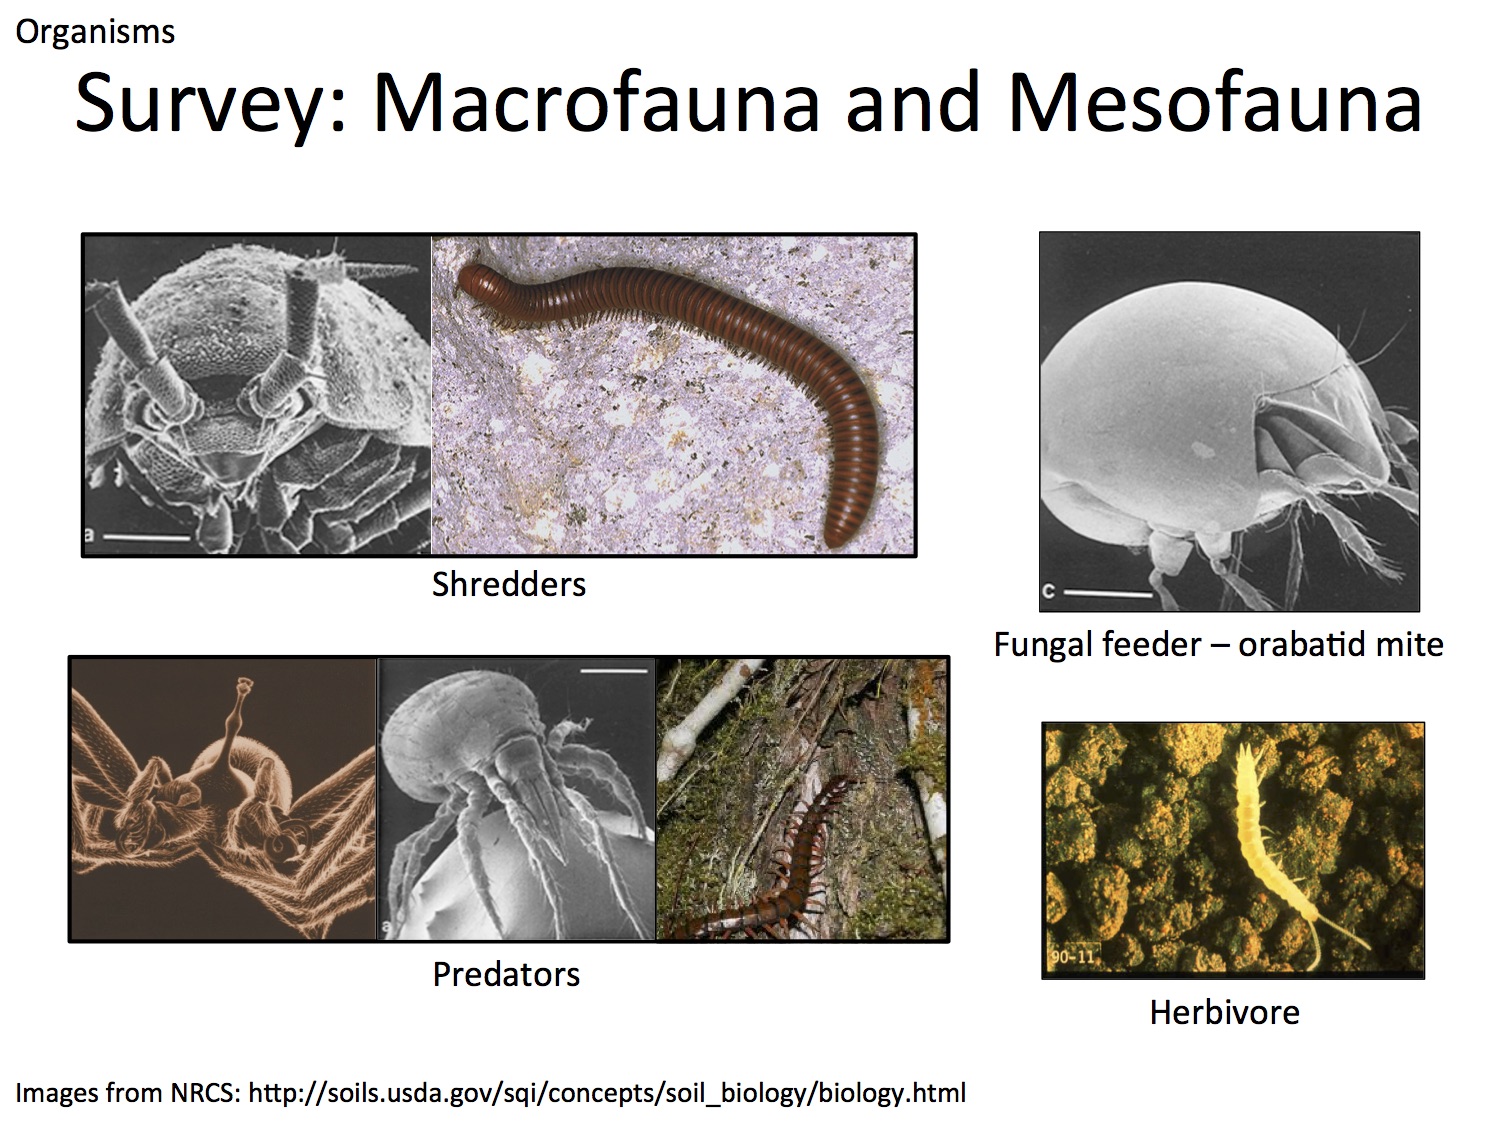 Organisms
Survey: Macrofauna and Mesofauna
a
Shredders
c
Fungal feeder – orabatid mite
a
Predators
90-11
Herbivore
Images from NRCS: http://soils.usda.gov/sqi/concepts/soil_biology/biology.html